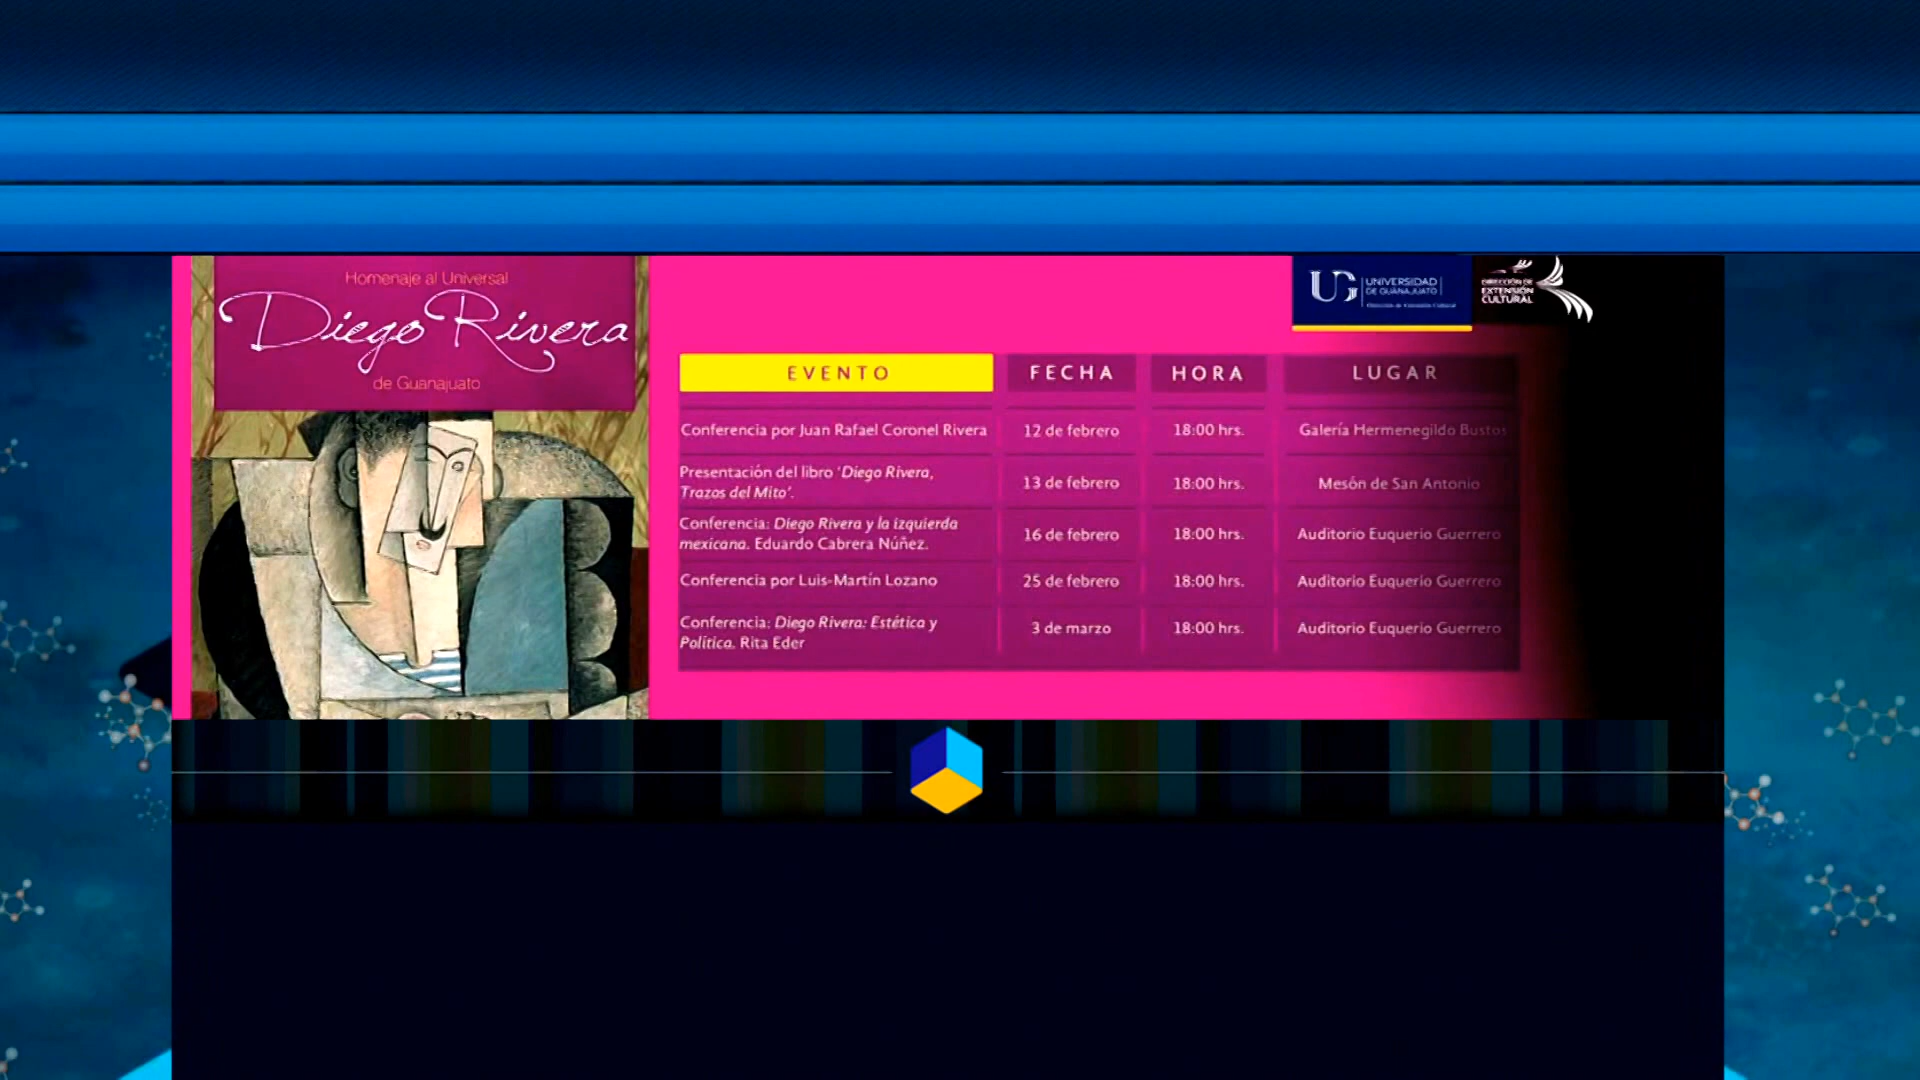 Homenaje al Universal
Diego Rivera
de Guanajuato
UG UNIVERSIDAD
DE GUANAJUATO
DIRECCIÓN DE
EXTENSIÓN
CULTURAL
EVENTO FECHA HORA LUGAR
Conferencia por Juan Rafael Coronel Rivera 12 de febrero 18:00 hrs. Galería Hermenegildo Bustos
Presentación del libro ‘Diego Rivera,
Trazos del Mito’. 13 de febrero 18:00 hrs. Mesón de San Antonio
Conferencia: Diego Rivera y la izquierda
mexicana. Eduardo Cabrera Núñez. 16 de febrero 18:00 hrs. Auditorio Euquerio Guerrero
Conferencia por Luis-Martín Lozano 25 de febrero 18:00 hrs. Auditorio Euquerio Guerrero
Conferencia: Diego Rivera: Estética y
Política. Rita Eder 3 de marzo 18:00 hrs. Auditorio Euquerio Guerrero